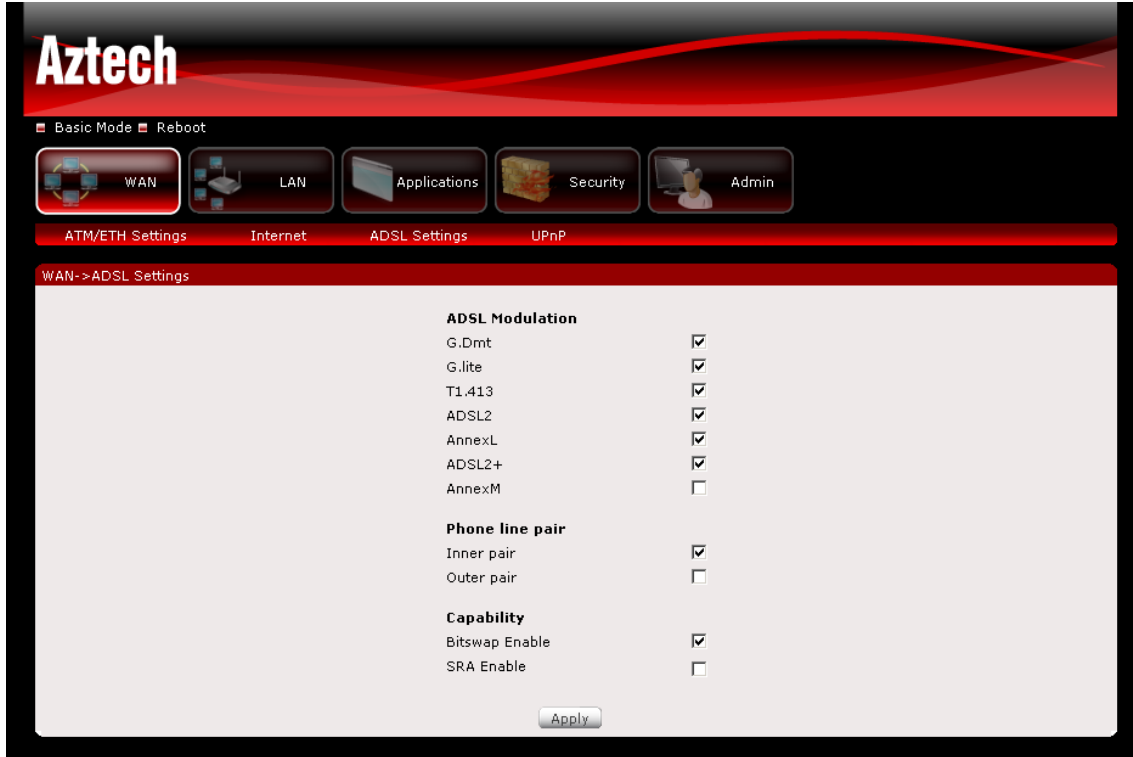 Aztech
Basic Mode Reboot
WAN LAN Applications Security Admin
ATM/ETH Settings Internet ADSL Settings UPnP
WAN->ADSL Settings
ADSL Modulation
G.Dmt
G.lite
T1.413
ADSL2
AnnexL
ADSL2+
AnnexM
Phone line pair
Inner pair
Outer pair
Capability
Bitswap Enable
SRA Enable
Apply